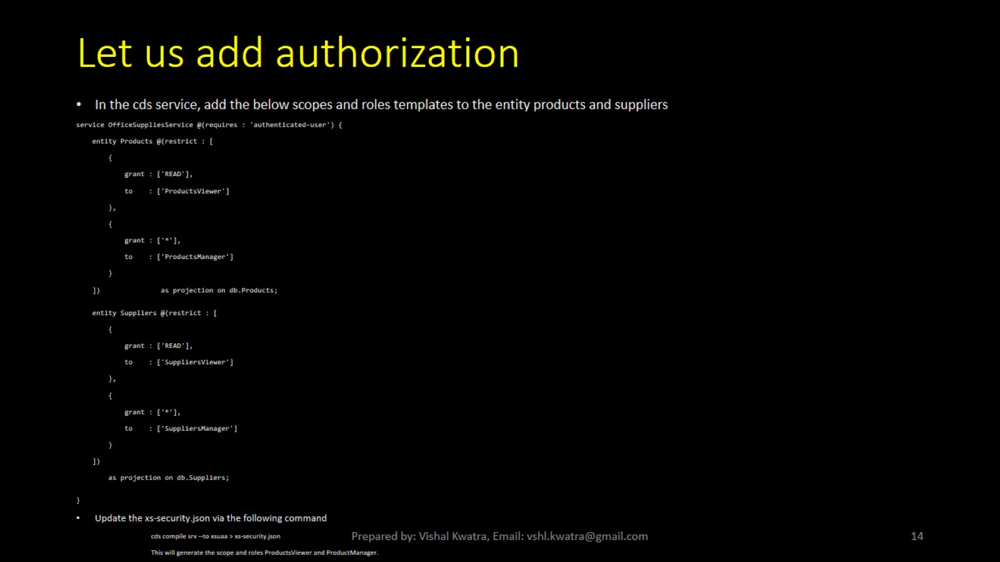 Let us add authorization
• In the cds service, add the below scopes and roles templates to the entity products and suppliers
service OfficeSuppliesService @(requires : 'authenticated-user') {
    entity Products @(restrict : [
        {
            grant : ['READ'],
            to    : ['ProductsViewer']
        },
        {
            grant : ['*'],
            to    : ['ProductsManager']
        }
    ])               as projection on db.Products;
    entity Suppliers @(restrict : [
        {
            grant : ['READ'],
            to    : ['SuppliersViewer']
        },
        {
            grant : ['*'],
            to    : ['SuppliersManager']
        }
    ])
        as projection on db.Suppliers;
}
• Update the xs-security.json via the following command
cds compile srv –to xsuaa > xs-security.json
This will generate the scope and roles ProductsViewer and ProductManager.
Prepared by: Vishal Kwatra, Email: vshl.kwatra@gmail.com
14